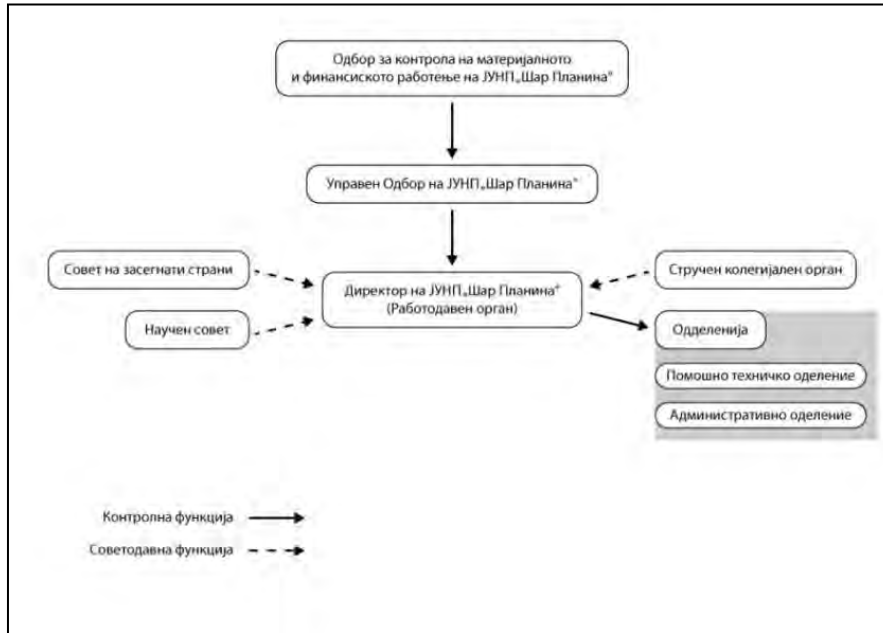 Одбор за контрола на материјалното
и финансиското работење на ЈУНП„Шар Планина“
Управен Одбор на ЈУНП„Шар Планина“
Совет на засегнати страни
Стручен колегијален орган
Директор на ЈУНП„Шар Планина“
(Работодавен орган)
Научен совет
Одделенија
Помошно техничко оделение
Административно оделение
Контролна функција
Советодавна функција